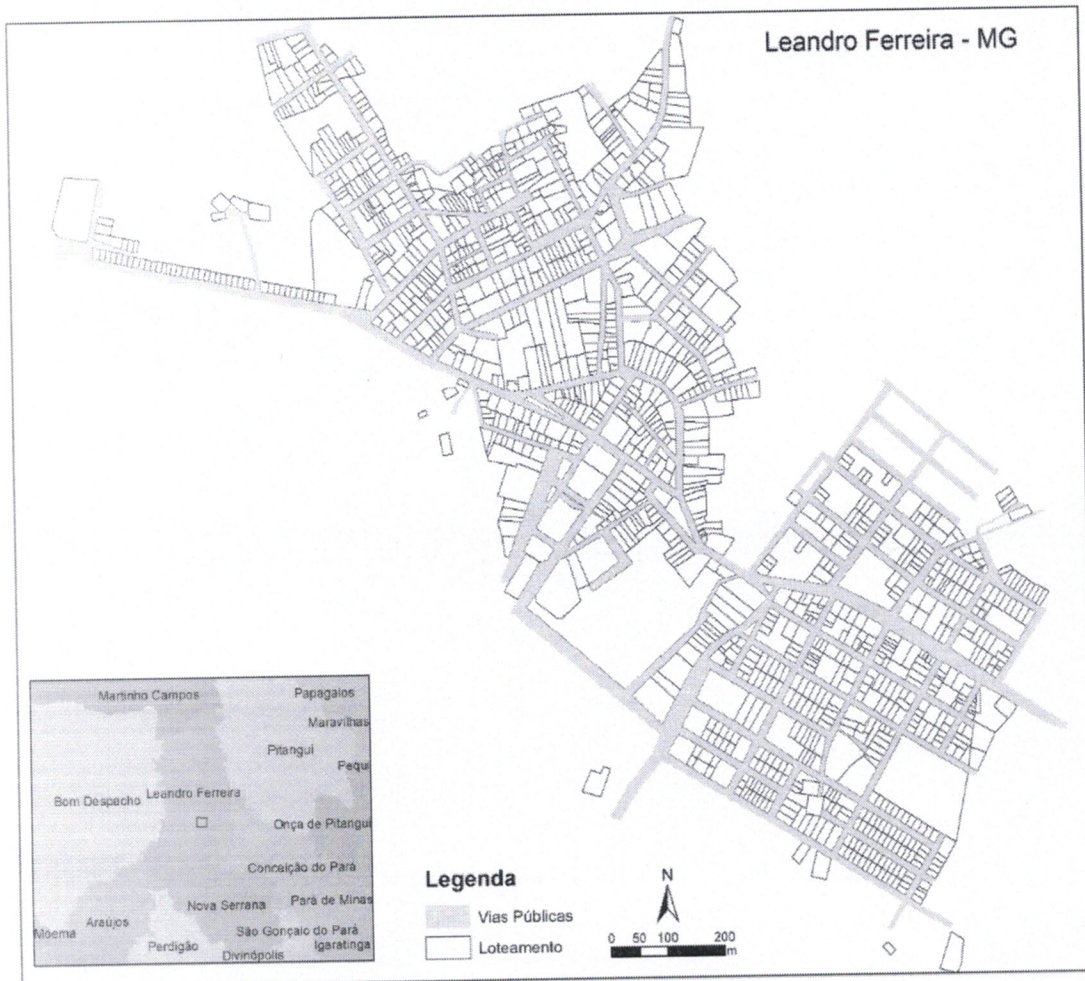 Leandro Ferreira - MG
Martinho Campos
Papagaios
Maravilhas
Pitangui
Pequi
Bom Despacho
Leandro Ferreira
Onça de Pitangui
Conceição do Pará
Nova Serrana
Pará de Minas
Araújos
Moema
São Gonçalo do Pará
Perdigão
Igaratinga
Divinópolis
Legenda
Vias Públicas
Loteamento
N
0 50 100 200
m